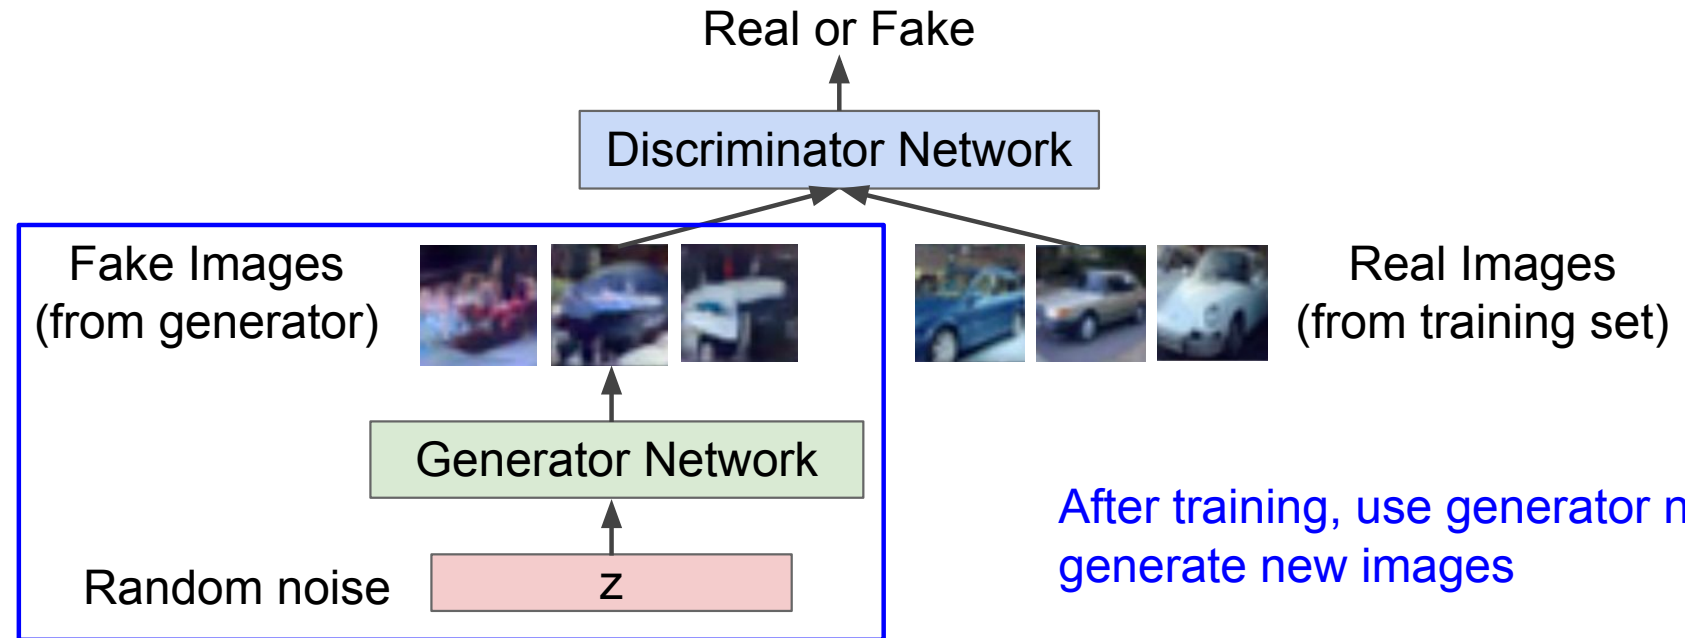 Real or Fake
Discriminator Network
Fake Images
(from generator)
Real Images
(from training set)
Generator Network
After training, use generator
generate new images
Random noise
z